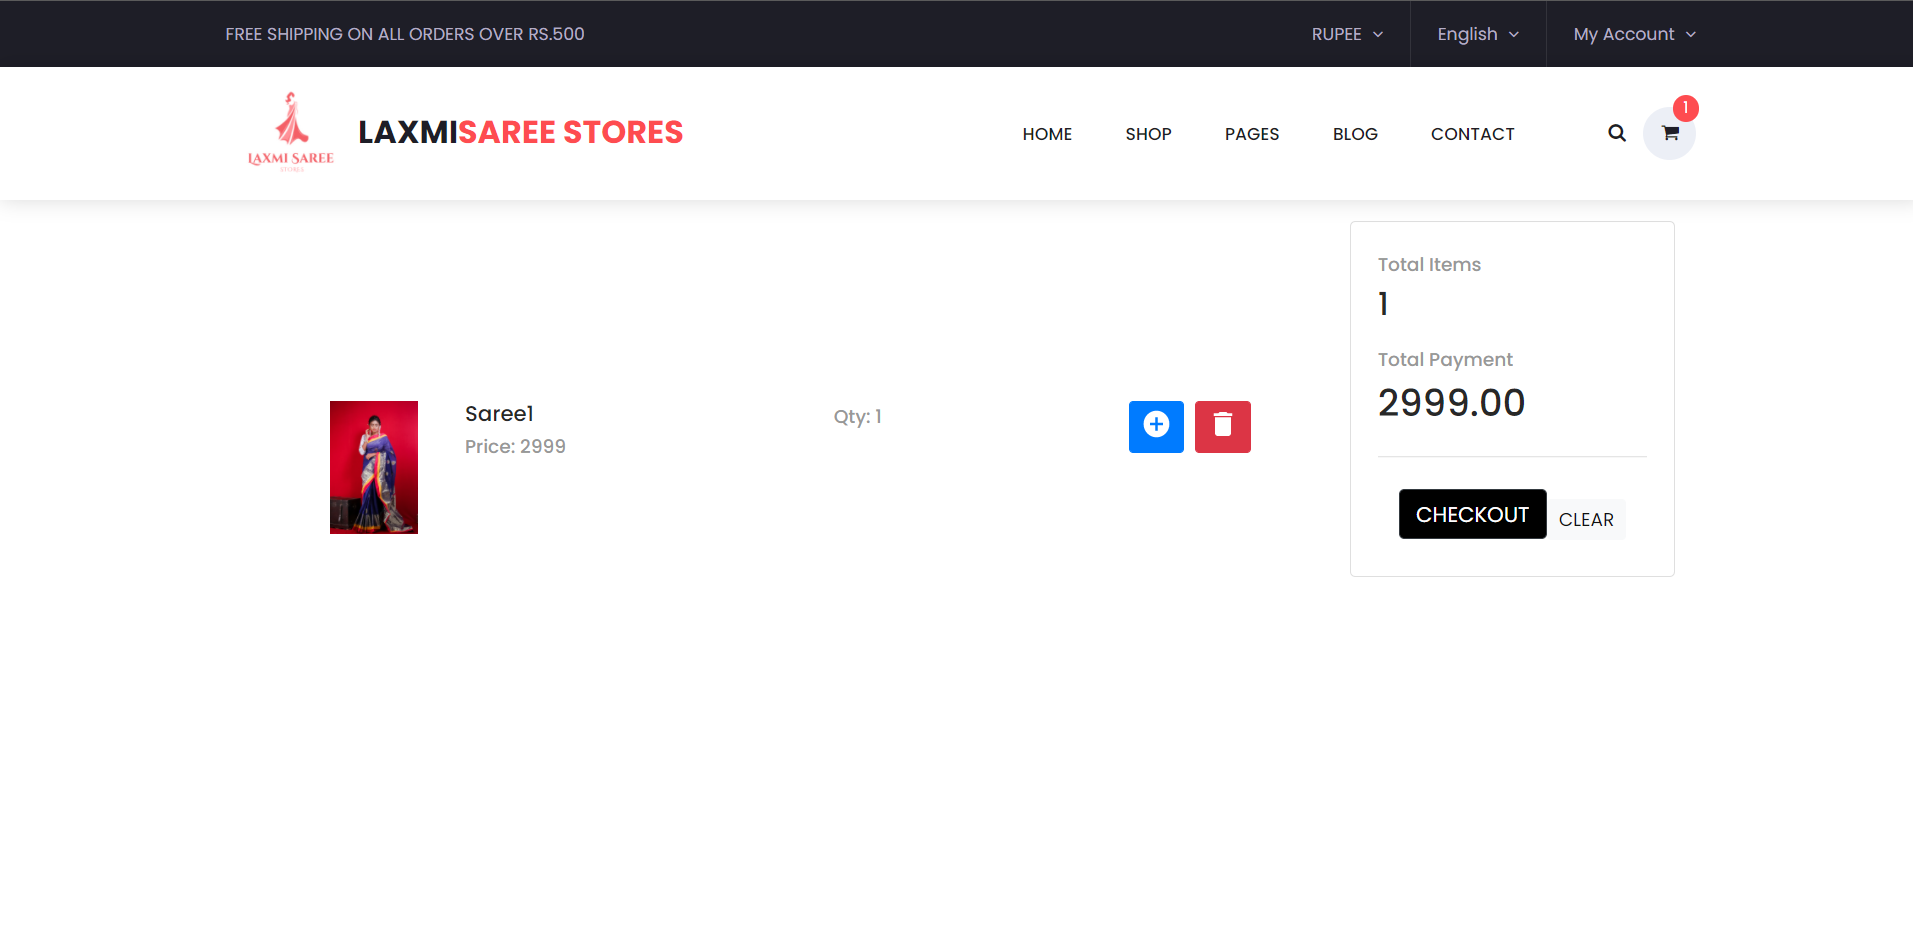 FREE SHIPPING ON ALL ORDERS OVER RS.500
RUPEE
English
My Account
LAXMI SAREE
STORES
LAXMISAREE STORES
HOME
SHOP
PAGES
BLOG
CONTACT
1
Total Items
1
Total Payment
2999.00
Saree1
Price: 2999
Qty: 1
CHECKOUT
CLEAR